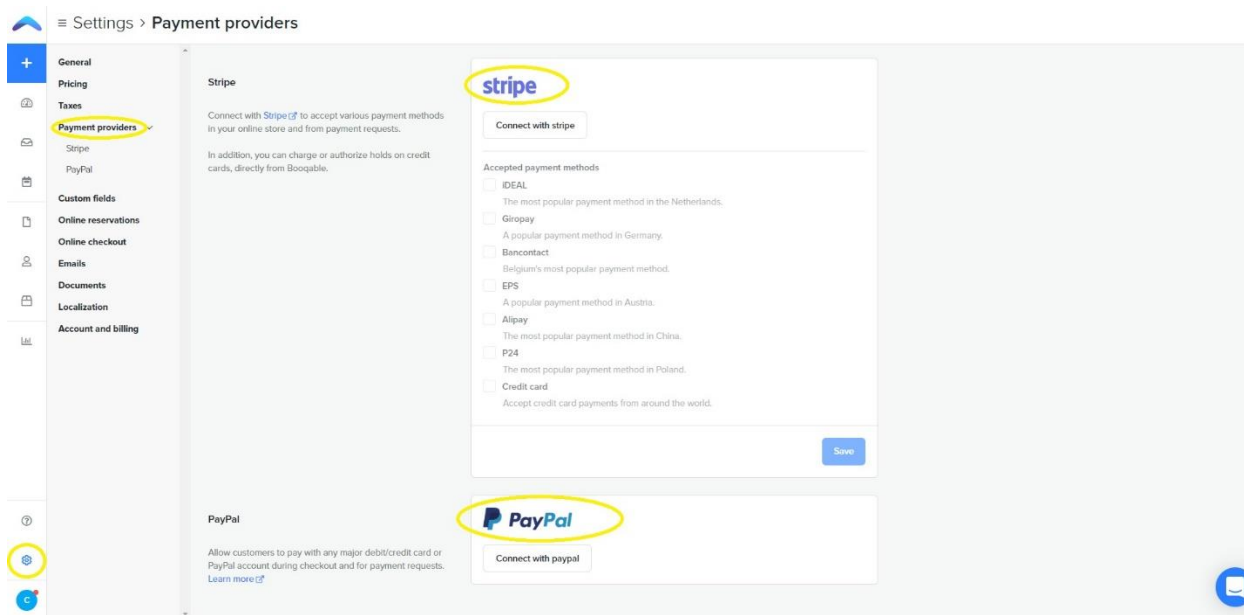 ≡ Settings > Payment providers
General
Pricing
Taxes
Payment providers
Stripe
PayPal
Custom fields
Online reservations
Online checkout
Emails
Documents
Localization
Account and billing
Stripe
Connect with Stripe to accept various payment methods
in your online store and from payment requests.
In addition, you can charge or authorize holds on credit
cards, directly from Booqable.
stripe
Connect with stripe
Accepted payment methods
iDEAL
The most popular payment method in the Netherlands.
Giropay
A popular payment method in Germany.
Bancontact
Belgium's most popular payment method.
EPS
A popular payment method in Austria.
Alipay
The most popular payment method in China.
P24
The most popular payment method in Poland.
Credit card
Accept credit card payments from around the world.
Save
PayPal
Allow customers to pay with any major debit/credit card or
PayPal account during checkout and for payment requests.
Learn more
PayPal
Connect with paypal
C